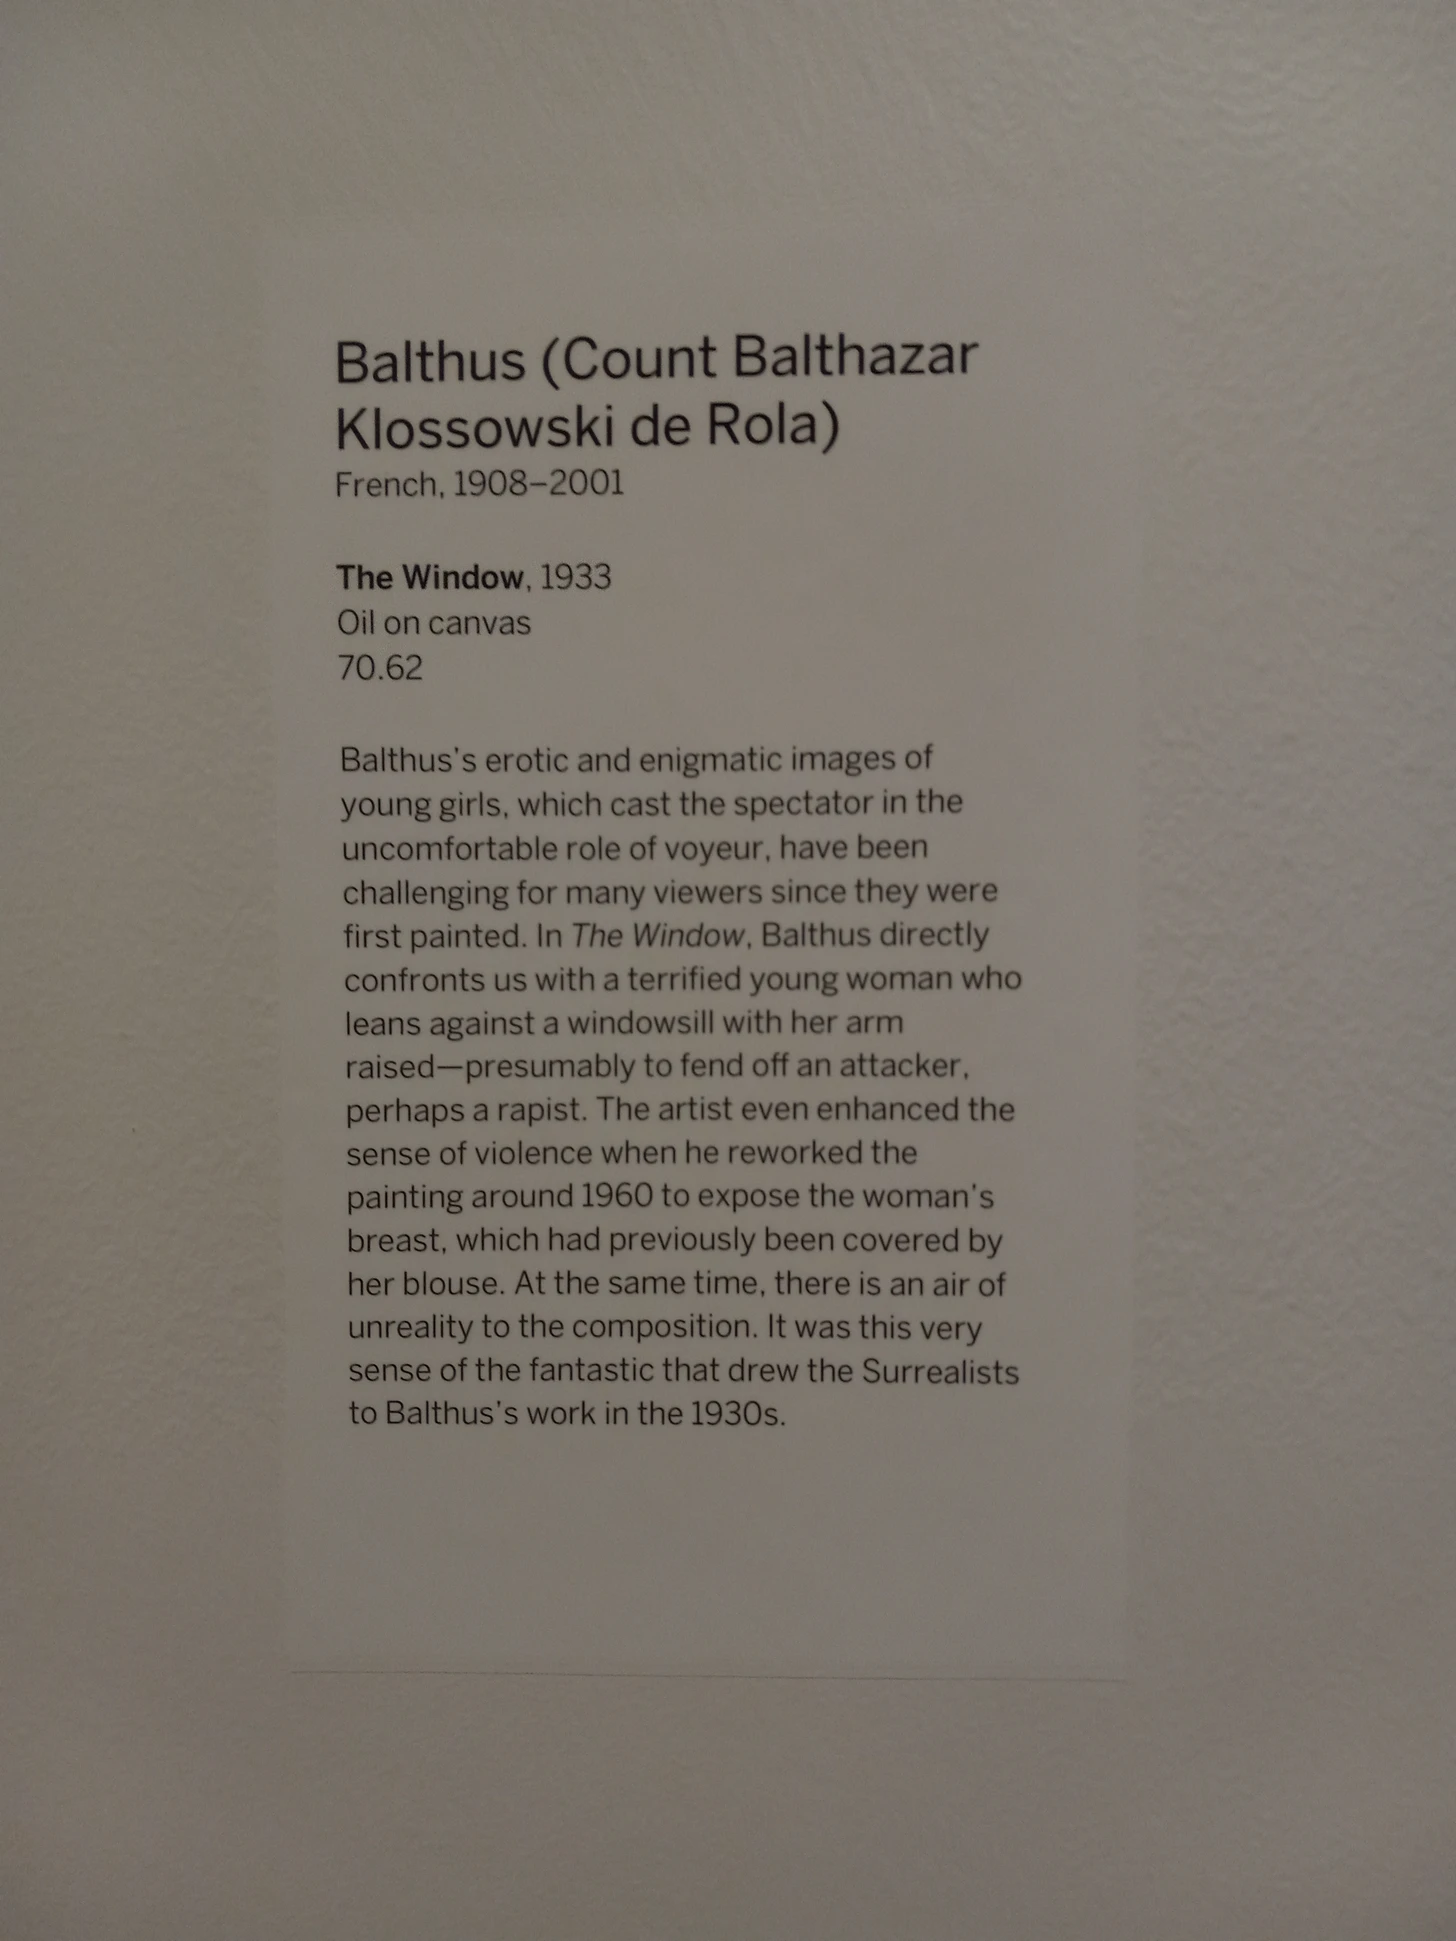 Balthus (Count Balthazar
Klossowski de Rola)
French, 1908–2001
The Window, 1933
Oil on canvas
70.62
Balthus's erotic and enigmatic images of
young girls, which cast the spectator in the
uncomfortable role of voyeur, have been
challenging for many viewers since they were
first painted. In The Window, Balthus directly
confronts us with a terrified young woman who
leans against a windowsill with her arm
raised—presumably to fend off an attacker,
perhaps a rapist. The artist even enhanced the
sense of violence when he reworked the
painting around 1960 to expose the woman's
breast, which had previously been covered by
her blouse. At the same time, there is an air of
unreality to the composition. It was this very
sense of the fantastic that drew the Surrealists
to Balthus's work in the 1930s.